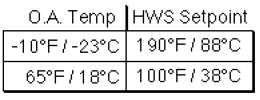 O.A. Temp HWS Setpoint
-10°F / -23°C 190°F / 88°C
65°F / 18°C 100°F / 38°C